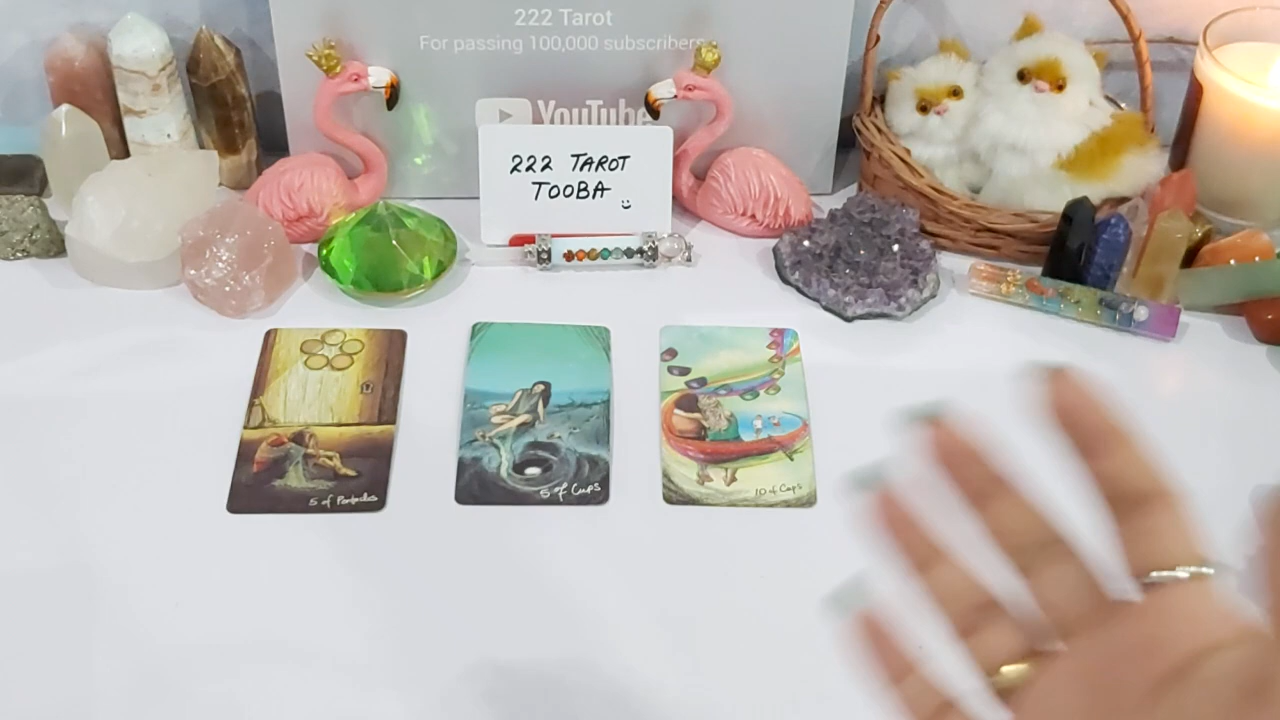 222 Tarot
For passing 100,000 subscribers
YouTube
222 TAROT
TOOBA
5 of Pentacles
5 of Cups
10 of Cups